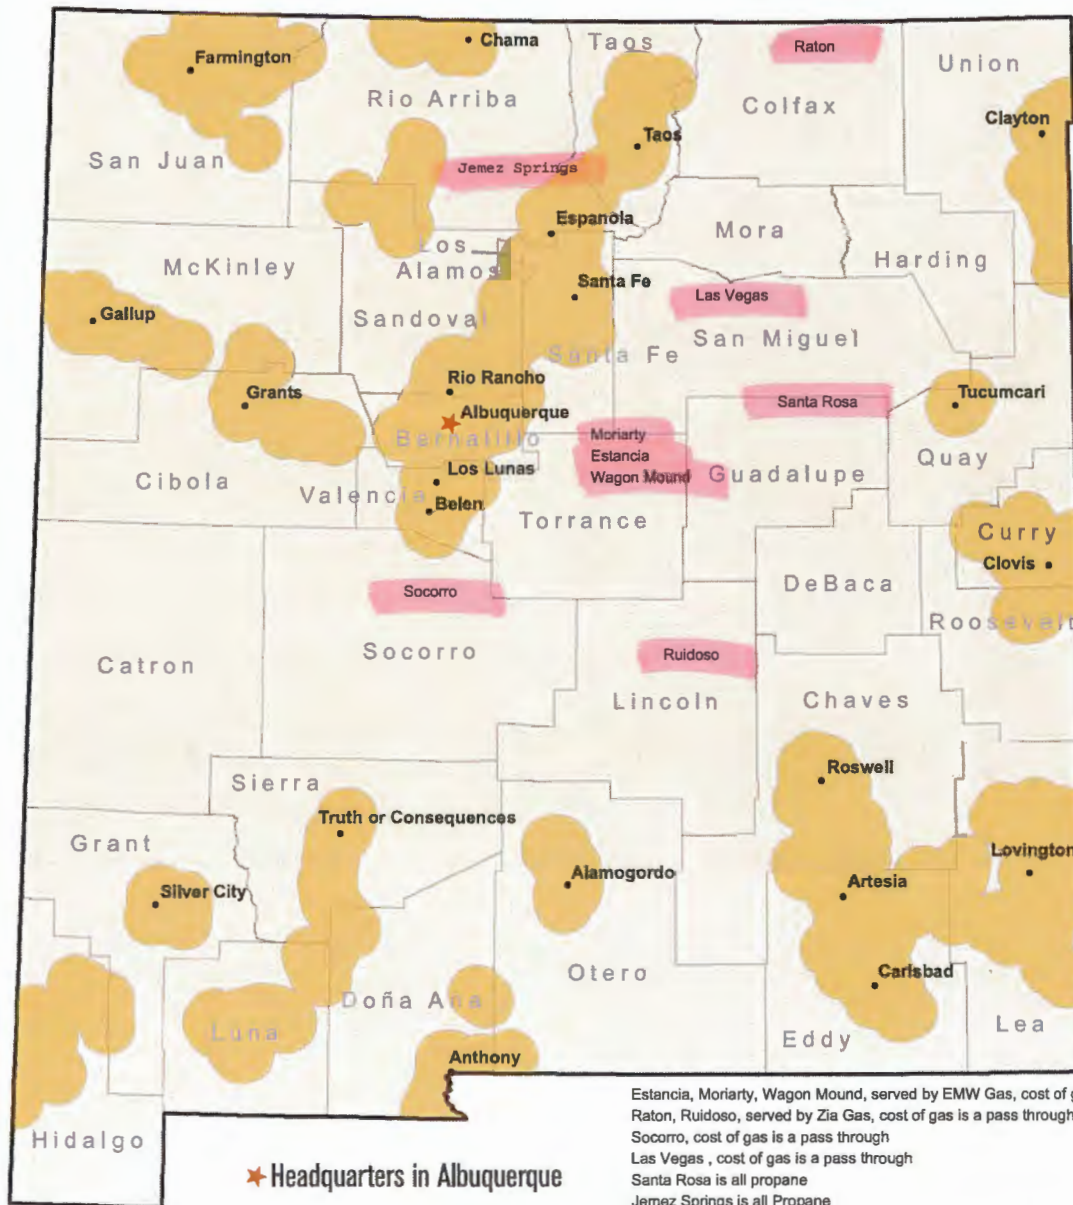 Chama
Taos
Raton
Farmington
Union
Rio Arriba
Colfax
Clayton
Taos
San Juan
Jemez Springs
Espanola
Mora
Los
Alamos
Harding
McKinley
Santa Fe
Las Vegas
Gallup
Sandoval
San Miguel
Santa Fe
Rio Rancho
Grants
Tucumcari
Santa Rosa
Albuquerque
Bernalillo
Moriarty
Estancia
Wagon Mound
Quay
Los Lunas
Guadalupe
Cibola
Valencia
Belen
Torrance
Curry
Clovis
DeBaca
Socorro
Roosevelt
Socorro
Ruidoso
Catron
Lincoln
Chaves
Roswell
Sierra
Truth or Consequences
Grant
Lovington
Alamogordo
Artesia
Silver City
Otero
Carlsbad
Doña Ana
Luna
Eddy
Lea
Anthony
Hidalgo
Headquarters in Albuquerque
Estancia, Moriarty, Wagon Mound, served by EMW Gas, cost of
Raton, Ruidoso, served by Zia Gas, cost of gas is a pass through
Socorro, cost of gas is a pass through
Las Vegas , cost of gas is a pass through
Santa Rosa is all propane
Jemez Springs is all Propane